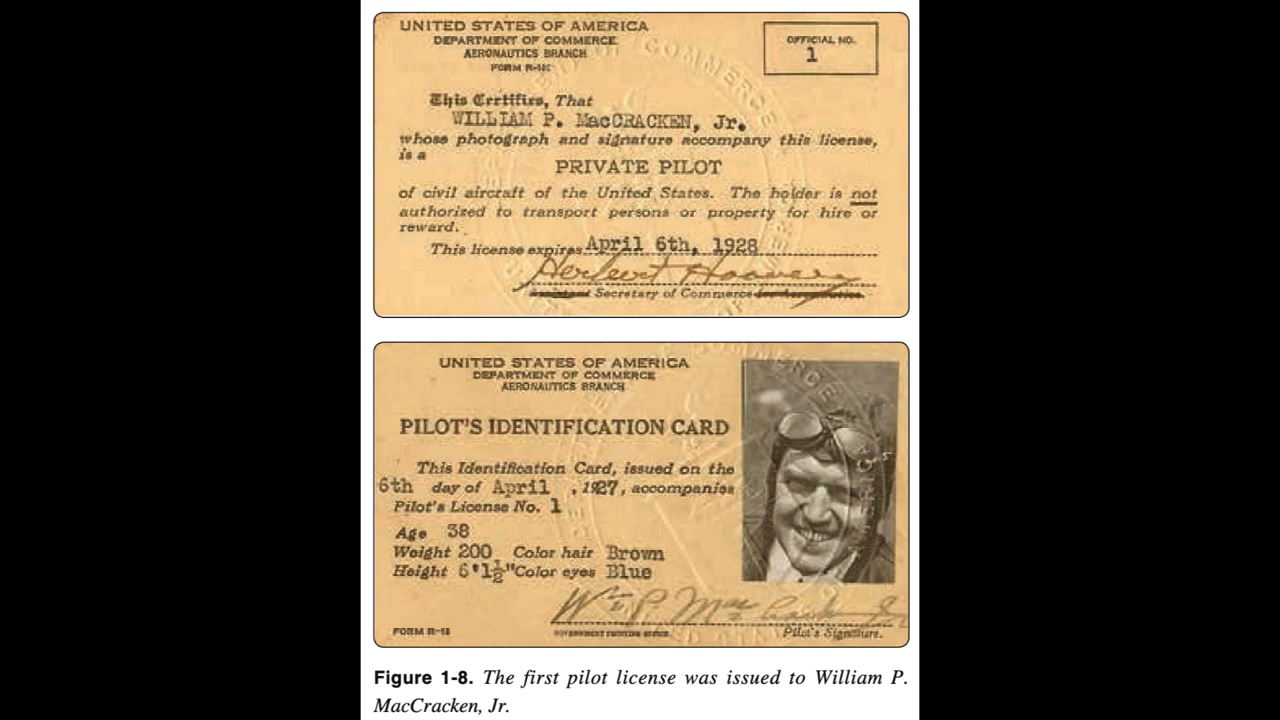 UNITED STATES OF AMERICA
DEPARTMENT OF COMMERCE
AERONAUTICS BRANCH
OFFICIAL NO.
1
This Certifies, That
WILLIAM P. MacCRACKEN, Jr.
whose photograph and signature accompany this license,
is a
PRIVATE PILOT
of civil aircraft of the United States. The holder is not
authorized to transport persons or property for hire or
reward.
This license expires April 6th, 1928
Herbert Hoover
Assistant Secretary of Commerce for Aeronautics.
UNITED STATES OF AMERICA
DEPARTMENT OF COMMERCE
AERONAUTICS BRANCH
PILOT'S IDENTIFICATION CARD
This Identification Card, issued on the
6th day of April , 1927, accompanies
Pilot's License No. 1
Age 38
Weight 200 Color hair Brown
Height 6'1½" Color eyes Blue
Wm P. MacCracken Jr
FORM R-18 GOVERNMENT PRINTING OFFICE Pilot's Signature.
Figure 1-8. The first pilot license was issued to William P.
MacCracken, Jr.